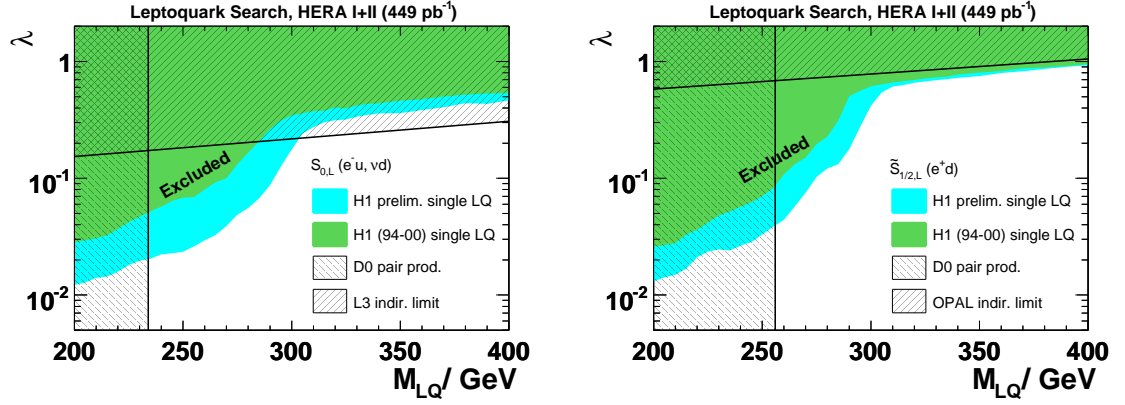 Leptoquark Search, HERA I+II (449 pb⁻¹)
λ
1
10⁻¹
10⁻²
Excluded
S₀,L (e⁻u, νd)
H1 prelim. single LQ
H1 (94-00) single LQ
D0 pair prod.
L3 indir. limit
200 250 300 350 400
M_LQ/ GeV
Leptoquark Search, HERA I+II (449 pb⁻¹)
λ
1
10⁻¹
10⁻²
Excluded
S̃₁/₂,L (e⁺d)
H1 prelim. single LQ
H1 (94-00) single LQ
D0 pair prod.
OPAL indir. limit
200 250 300 350 400
M_LQ/ GeV